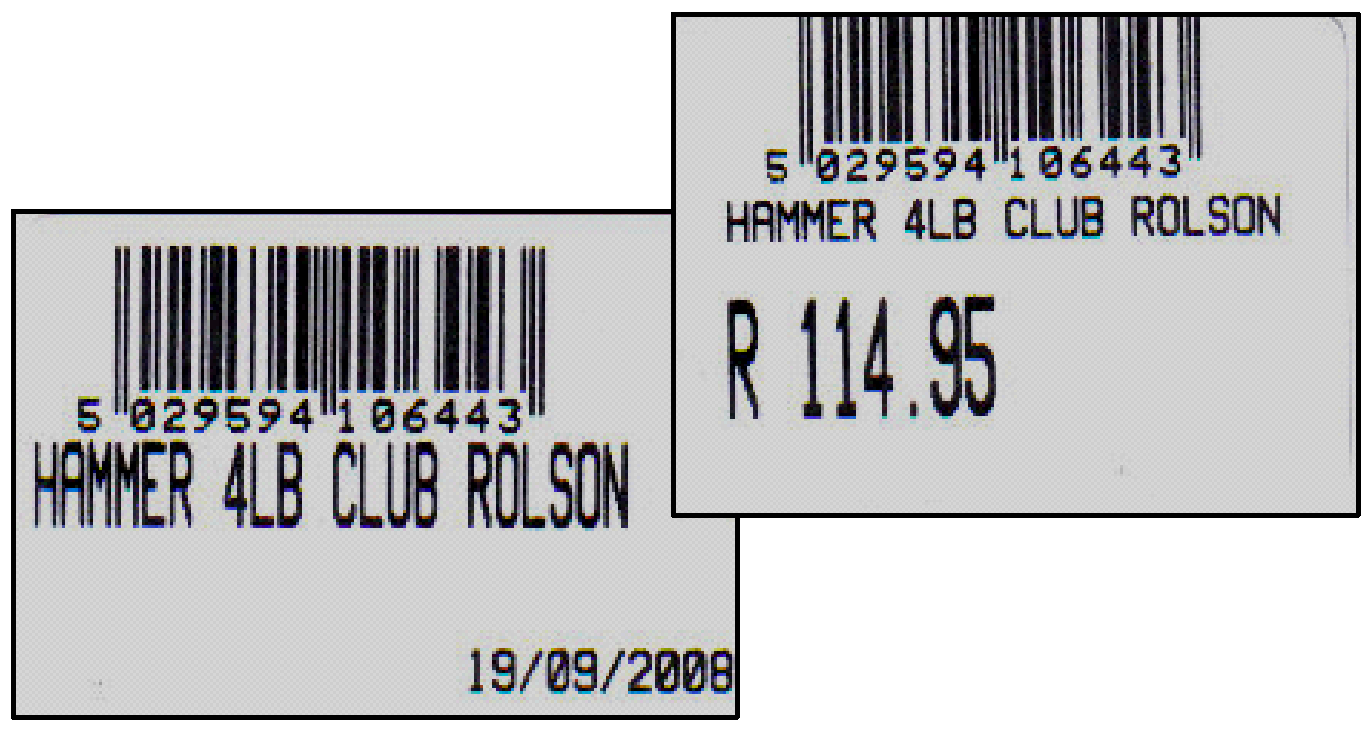 5 029594 106443
HAMMER 4LB CLUB ROLSON
19/09/2008
5 029594 106443
HAMMER 4LB CLUB ROLSON
R 114.95